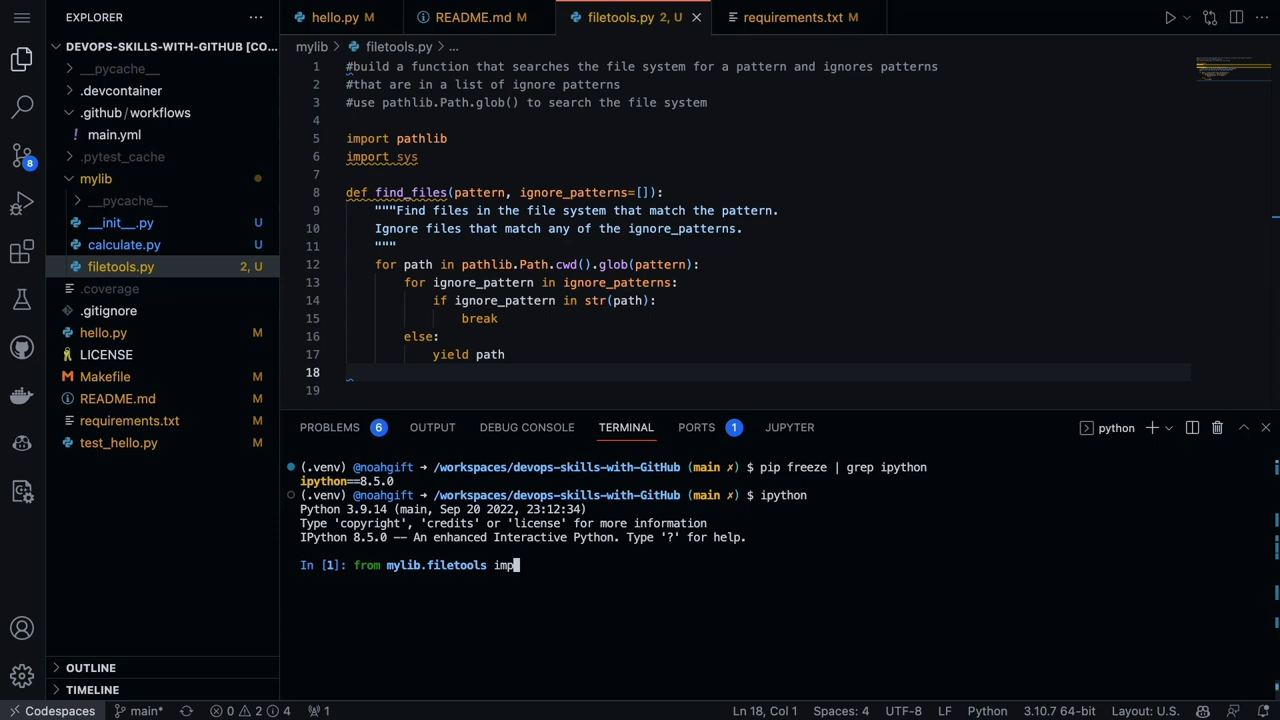 EXPLORER
DEVOPS-SKILLS-WITH-GITHUB [CO...
__pycache__
.devcontainer
.github/workflows
! main.yml
.pytest_cache
mylib
__pycache__
__init__.py U
calculate.py U
filetools.py 2, U
.coverage
.gitignore
hello.py M
LICENSE
Makefile M
README.md M
requirements.txt M
test_hello.py M
OUTLINE
TIMELINE
8
hello.py M
README.md M
filetools.py 2, U
requirements.txt M
mylib > filetools.py > ...
1 #build a function that searches the file system for a pattern and ignores patterns
2 #that are in a list of ignore patterns
3 #use pathlib.Path.glob() to search the file system
4
5 import pathlib
6 import sys
7
8 def find_files(pattern, ignore_patterns=[]):
9 """Find files in the file system that match the pattern.
10 Ignore files that match any of the ignore_patterns.
11 """
12 for path in pathlib.Path.cwd().glob(pattern):
13 for ignore_pattern in ignore_patterns:
14 if ignore_pattern in str(path):
15 break
16 else:
17 yield path
18
19
PROBLEMS 6 OUTPUT DEBUG CONSOLE TERMINAL PORTS 1 JUPYTER
python
(.venv) @noahgift → /workspaces/devops-skills-with-GitHub (main ✗) $ pip freeze | grep ipython
ipython==8.5.0
(.venv) @noahgift → /workspaces/devops-skills-with-GitHub (main ✗) $ ipython
Python 3.9.14 (main, Sep 20 2022, 23:12:34)
Type 'copyright', 'credits' or 'license' for more information
IPython 8.5.0 -- An enhanced Interactive Python. Type '?' for help.
In [1]: from mylib.filetools imp
Codespaces main* 0 2 4 1 Ln 18, Col 1 Spaces: 4 UTF-8 LF Python 3.10.7 64-bit Layout: U.S.